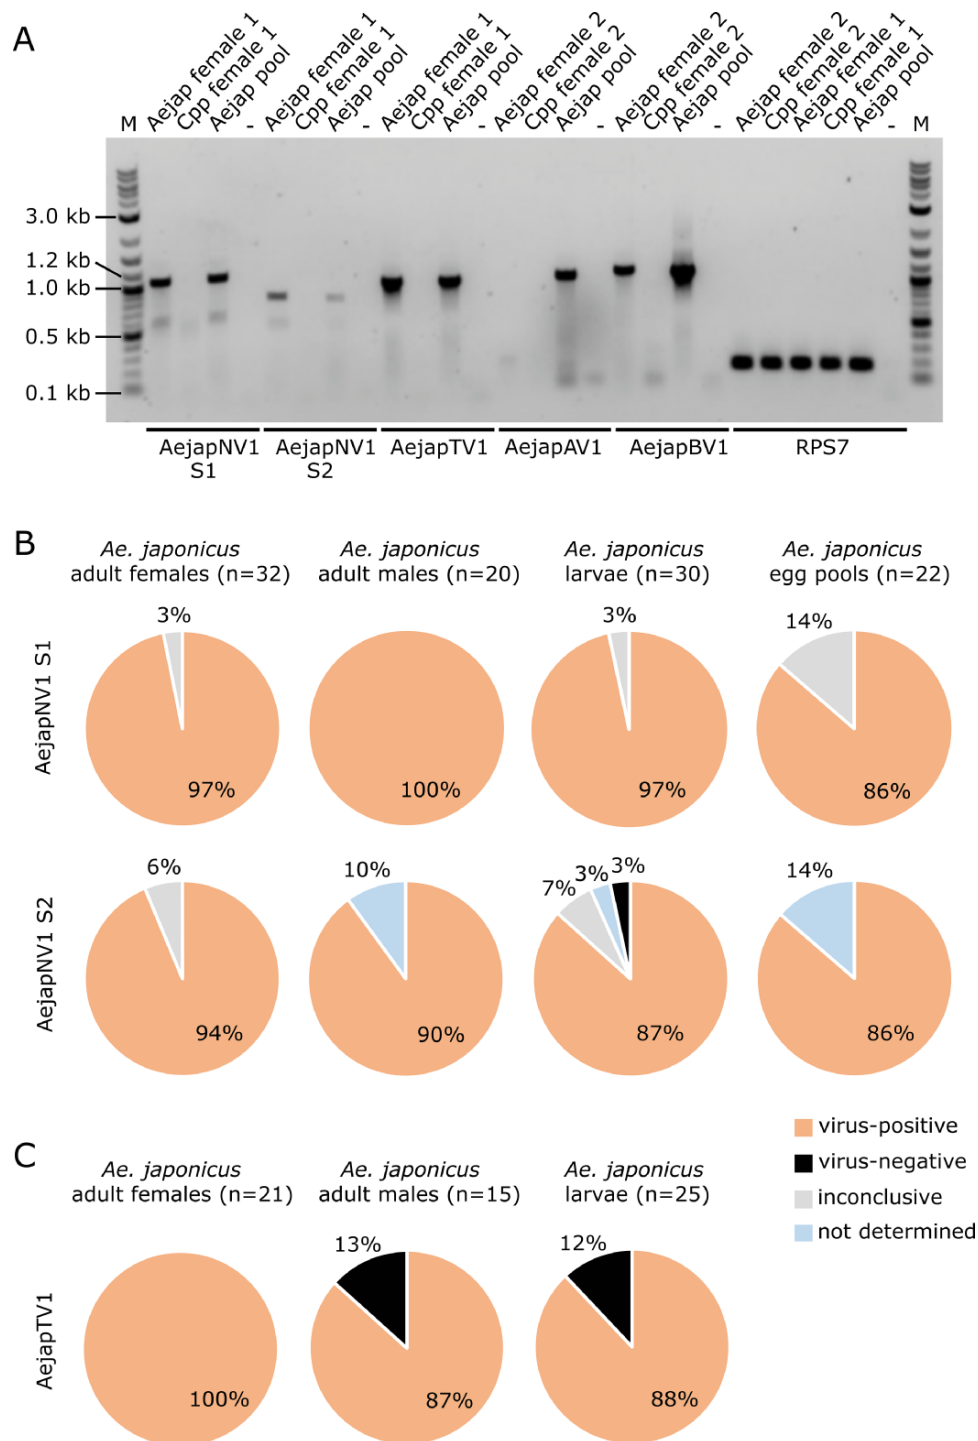 A
M
Aejap female 1
Cpp female 1
Aejap pool
-
Aejap female 1
Cpp female 1
Aejap pool
-
Aejap female 1
Cpp female 1
Aejap pool
-
Aejap female 2
Cpp female 2
Aejap pool
-
Aejap female 2
Cpp female 2
Aejap pool
-
Aejap female 2
Cpp female 2
Aejap female 1
Cpp female 1
Aejap pool
-
M
3.0 kb
1.2 kb
1.0 kb
0.5 kb
0.1 kb
AejapNV1
S1
AejapNV1
S2
AejapTV1
AejapAV1
AejapBV1
RPS7
B
Ae. japonicus
adult females (n=32)
Ae. japonicus
adult males (n=20)
Ae. japonicus
larvae (n=30)
Ae. japonicus
egg pools (n=22)
AejapNV1 S1
3%
97%
100%
3%
97%
14%
86%
AejapNV1 S2
6%
94%
10%
90%
7%
3%
3%
87%
14%
86%
virus-positive
virus-negative
inconclusive
not determined
C
Ae. japonicus
adult females (n=21)
Ae. japonicus
adult males (n=15)
Ae. japonicus
larvae (n=25)
AejapTV1
100%
13%
87%
12%
88%